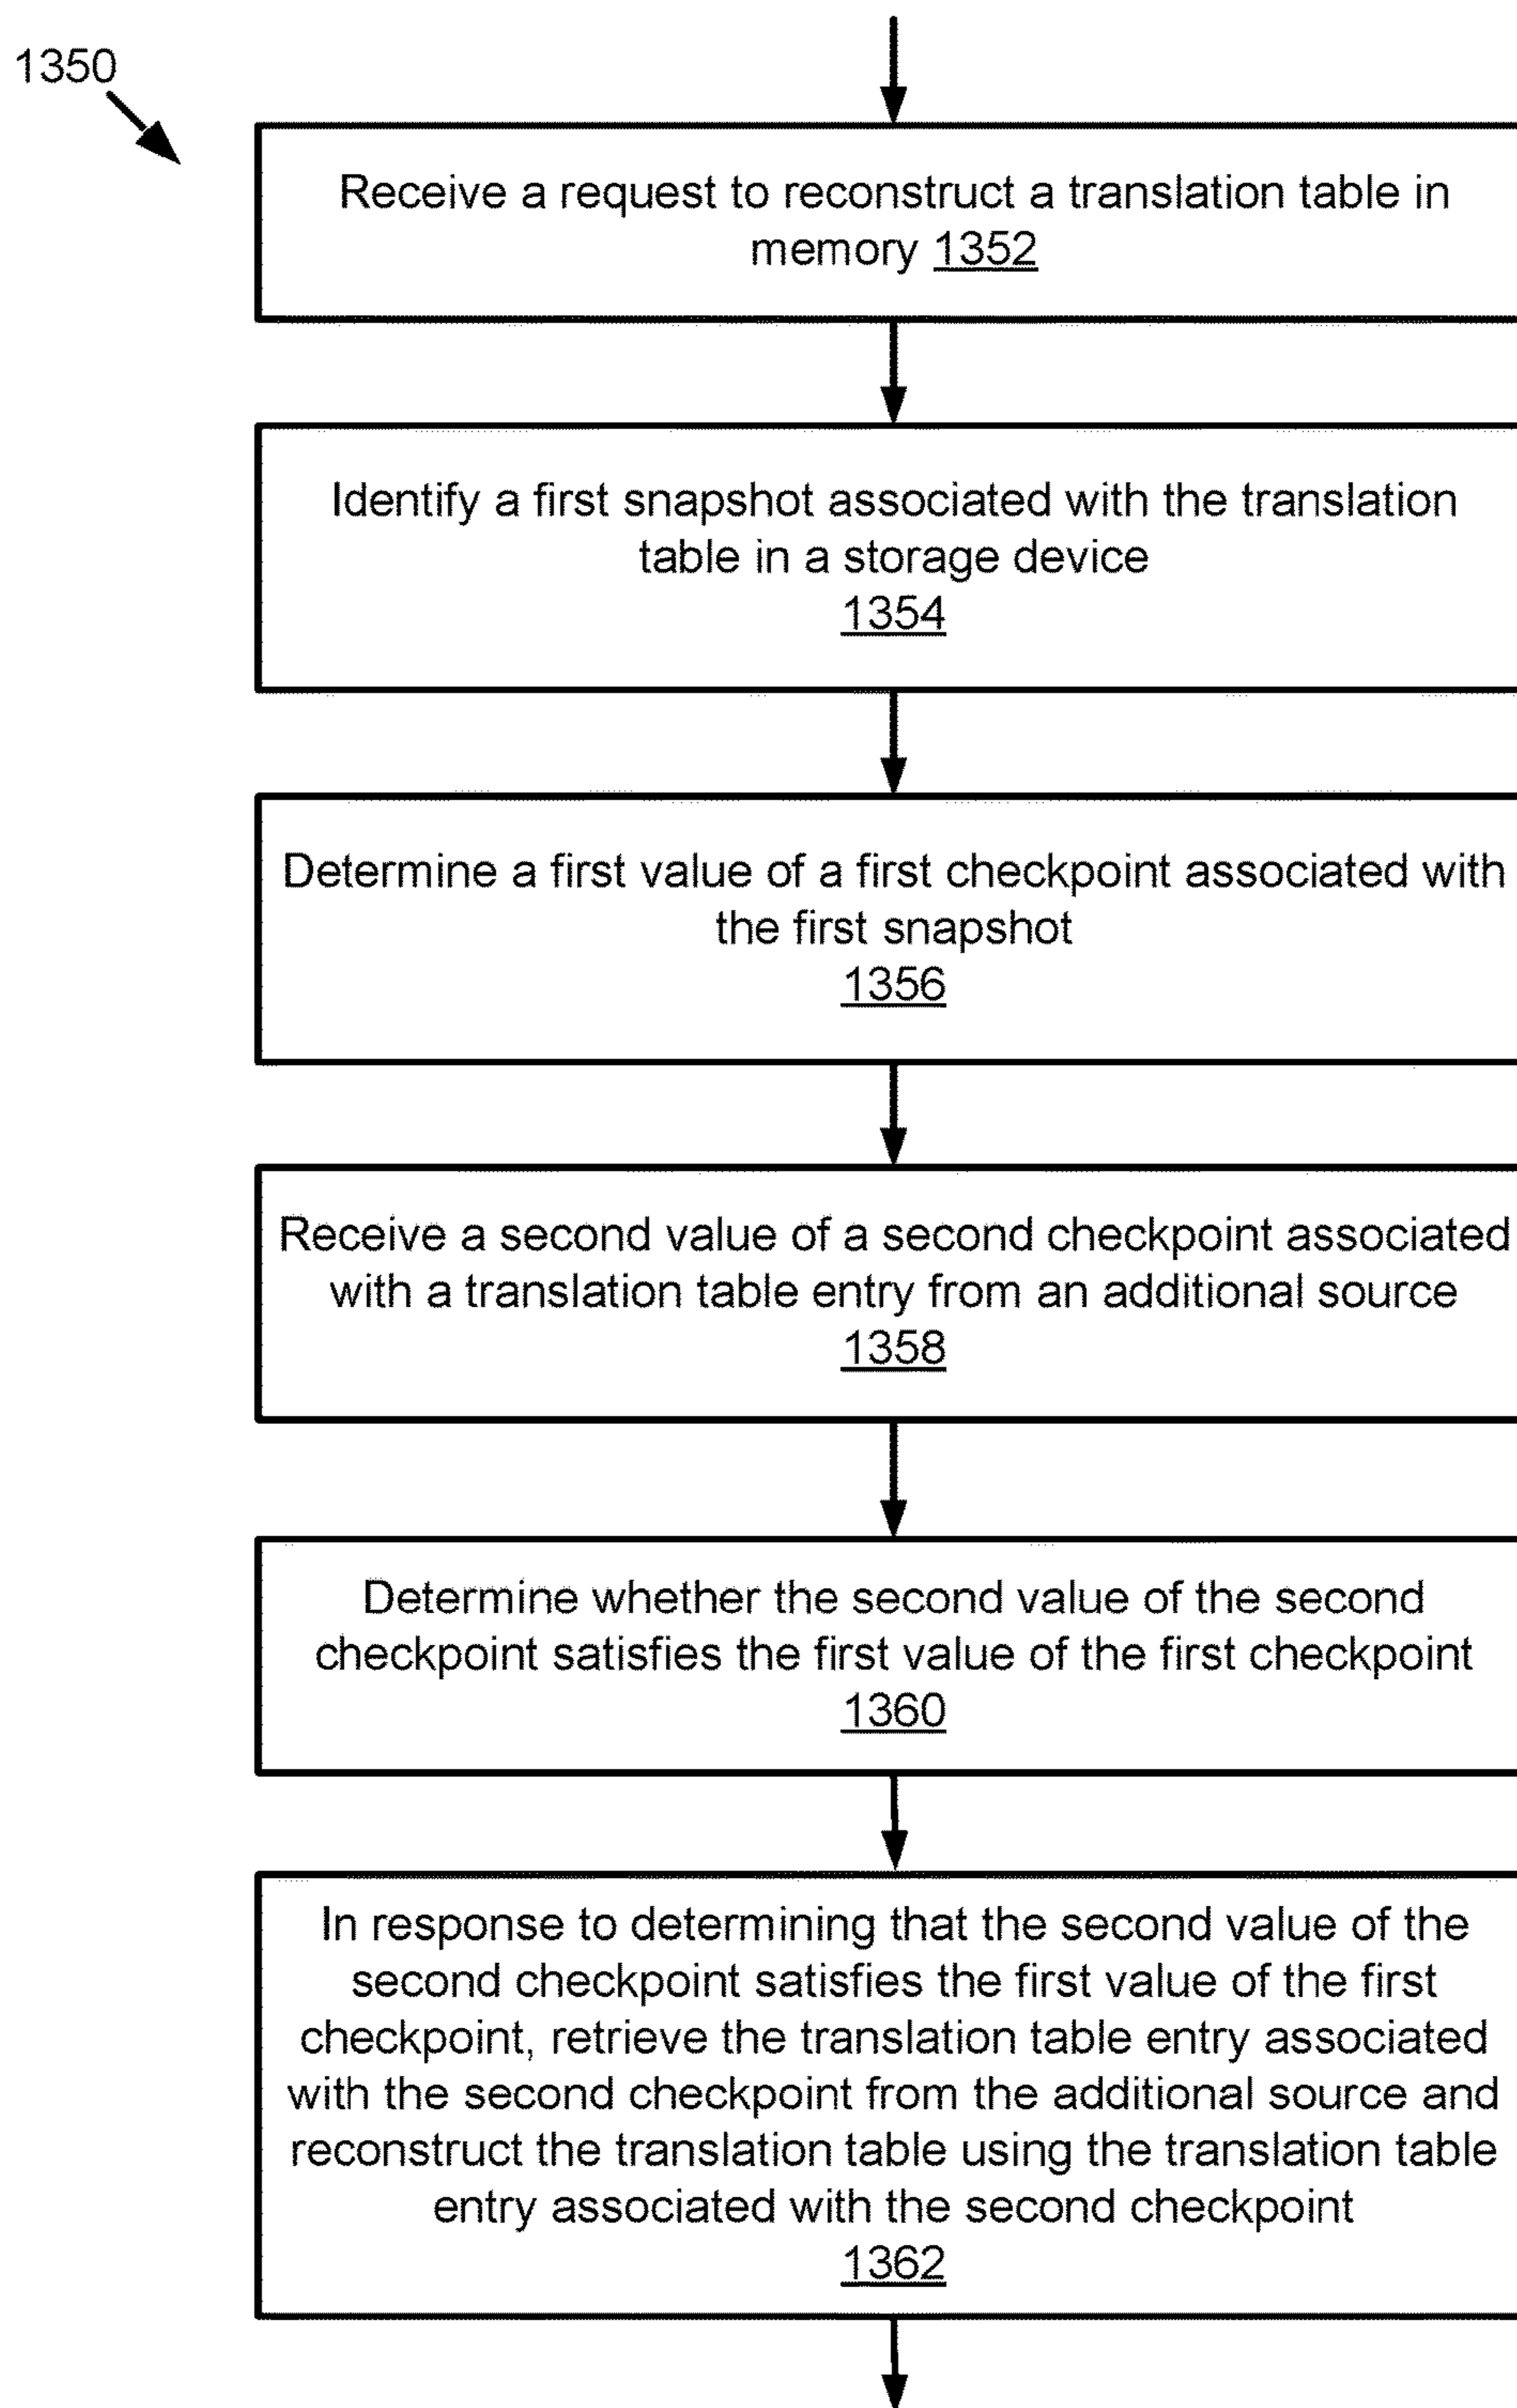 1350
Receive a request to reconstruct a translation table in
memory 1352
Identify a first snapshot associated with the translation
table in a storage device
1354
Determine a first value of a first checkpoint associated with
the first snapshot
1356
Receive a second value of a second checkpoint associated
with a translation table entry from an additional source
1358
Determine whether the second value of the second
checkpoint satisfies the first value of the first checkpoint
1360
In response to determining that the second value of the
second checkpoint satisfies the first value of the first
checkpoint, retrieve the translation table entry associated
with the second checkpoint from the additional source and
reconstruct the translation table using the translation table
entry associated with the second checkpoint
1362